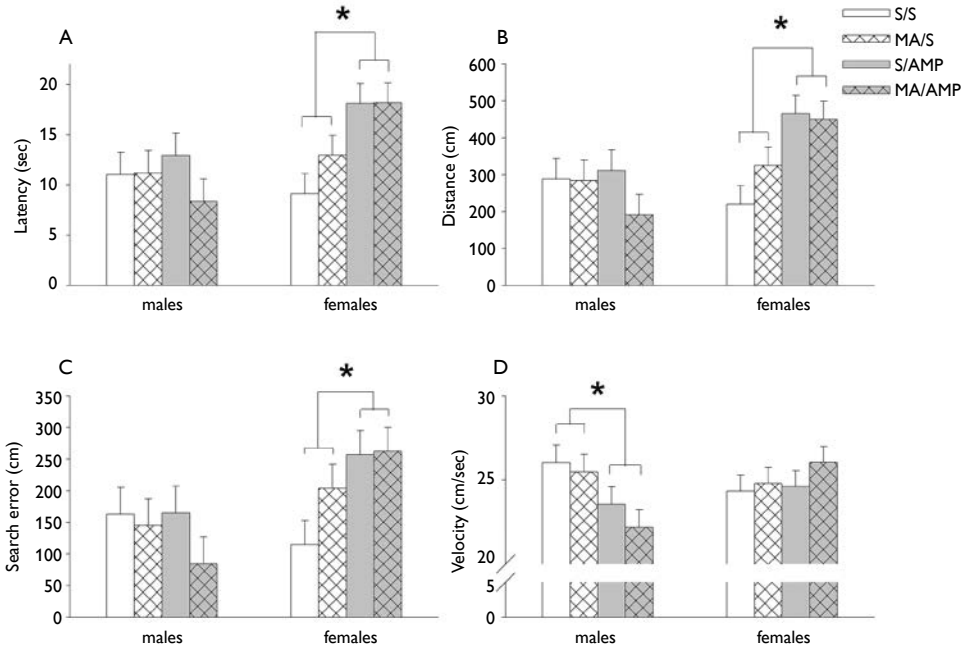 S/S
MA/S
S/AMP
MA/AMP
A
*
Latency (sec)
20
15
10
5
0
males
females
B
*
Distance (cm)
600
500
400
300
200
100
0
males
females
C
*
Search error (cm)
350
300
250
200
150
100
50
0
males
females
D
*
Velocity (cm/sec)
30
25
20
5
0
males
females